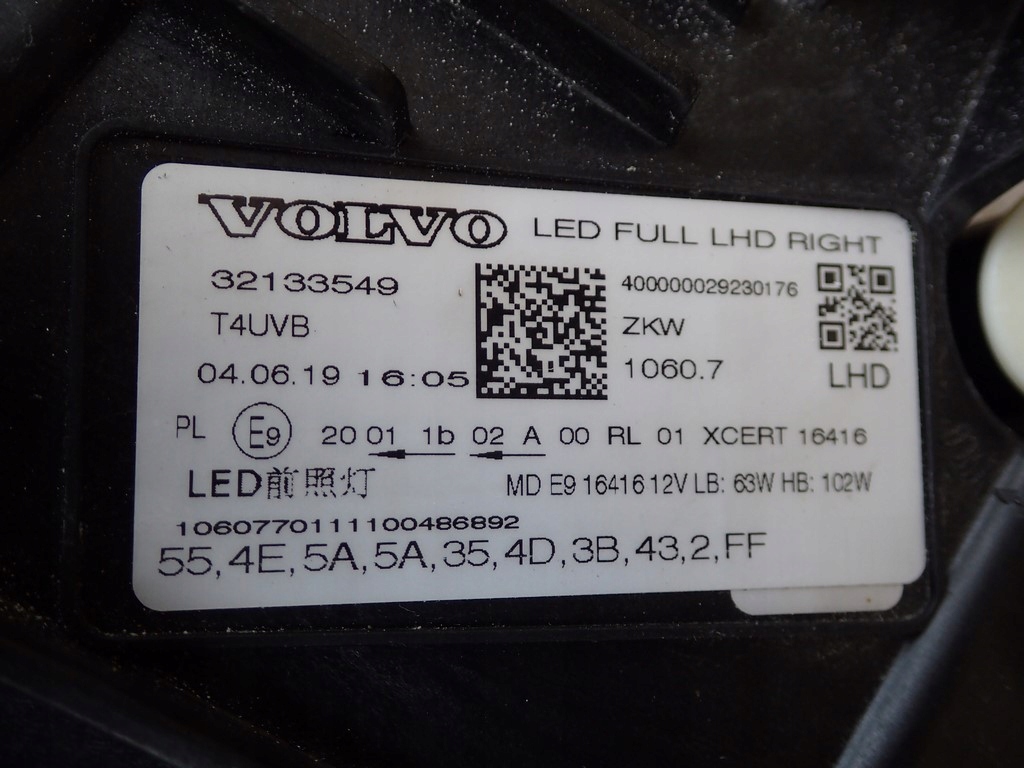 VOLVO LED FULL LHD RIGHT
32133549 400000029230176
T4UVB ZKW
04.06.19 16:05 1060.7 LHD
PL E9 20 01 1b 02 A 00 RL 01 XCERT 16416
LED前照灯 MD E9 16416 12V LB: 63W HB: 102W
1060770111100486892
55,4E,5A,5A,35,4D,3B,43,2,FF